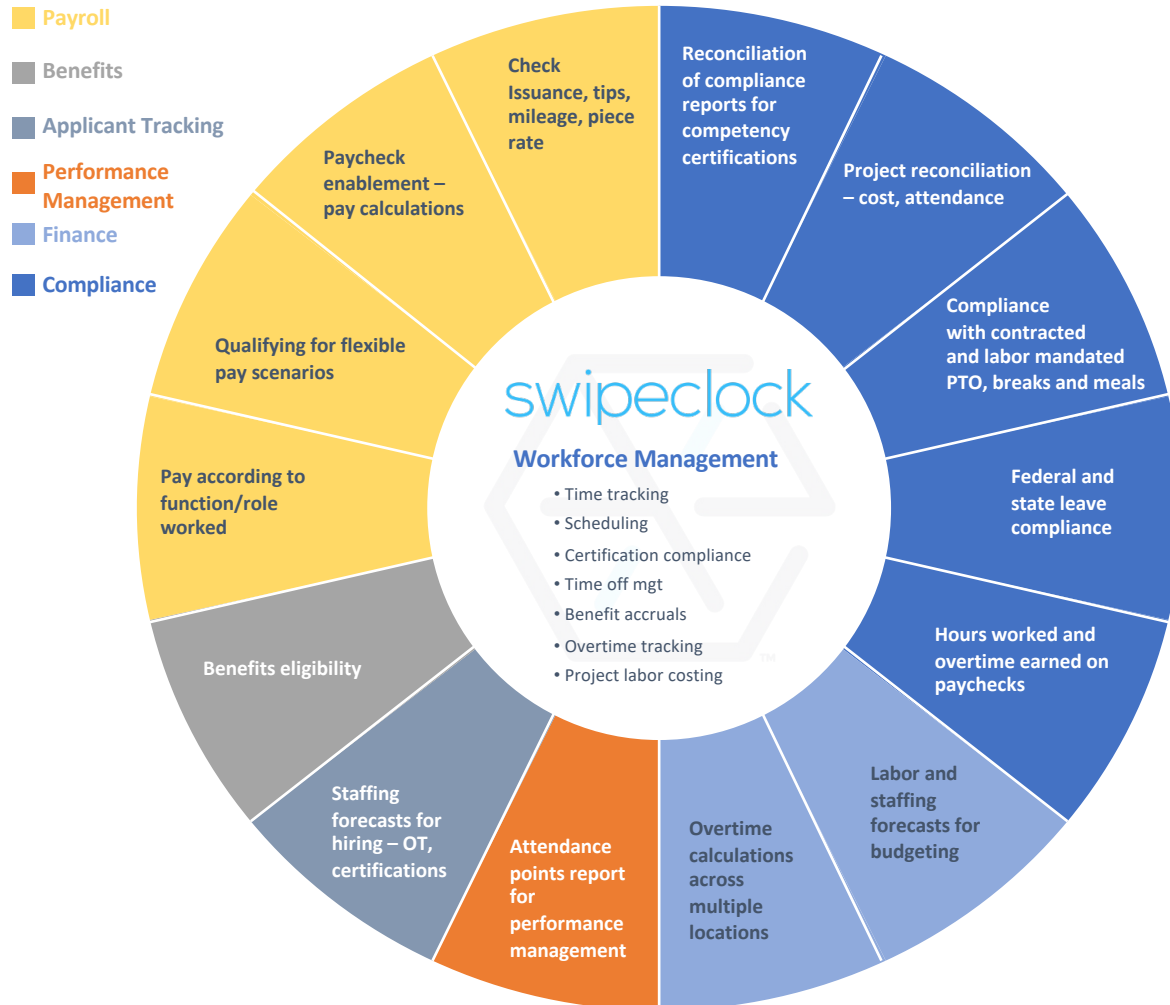 Payroll
Benefits
Applicant Tracking
Performance
Management
Finance
Compliance
Check
Issuance, tips,
mileage, piece
rate
Reconciliation
of compliance
reports for
competency
certifications
Paycheck
enablement –
pay calculations
Project reconciliation
– cost, attendance
Qualifying for flexible
pay scenarios
Compliance
with contracted
and labor mandated
PTO, breaks and meals
Pay according to
function/role
worked
swipeclock
Workforce Management
• Time tracking
• Scheduling
• Certification compliance
• Time off mgt
• Benefit accruals
• Overtime tracking
• Project labor costing
TM
Federal and
state leave
compliance
Benefits eligibility
Hours worked and
overtime earned on
paychecks
Staffing
forecasts for
hiring – OT,
certifications
Attendance
points report
for
performance
management
Overtime
calculations
across
multiple
locations
Labor and
staffing
forecasts for
budgeting